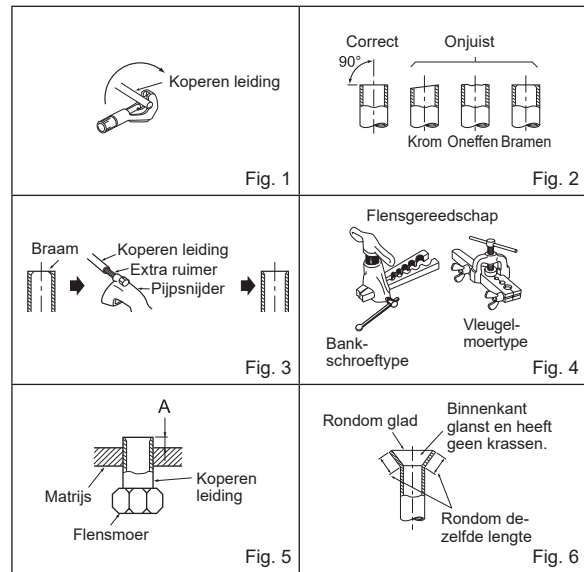 Koperen leiding
Fig. 1
Correct
Onjuist
90°
Krom
Oneffen
Bramen
Fig. 2
Braam
Koperen leiding
Extra ruimer
Pijpsnijder
Fig. 3
Flensgereedschap
Bank-
schroeftype
Vleugel-
moertype
Fig. 4
A
Matrijs
Koperen
leiding
Flensmoer
Fig. 5
Rondom glad
Binnenkant
glanst en heeft
geen krassen.
Rondom de-
zelfde lengte
Fig. 6